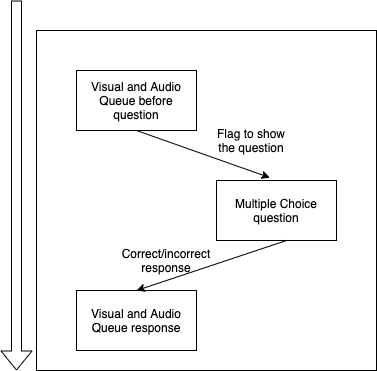 Visual and Audio
Queue before
question
Flag to show
the question
Multiple Choice
question
Correct/incorrect
response
Visual and Audio
Queue response